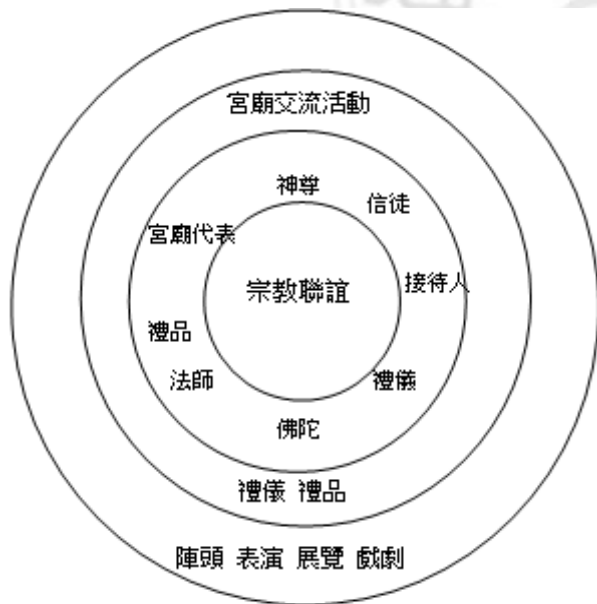 宮廟交流活動
神尊
信徒
宮廟代表
接待人
宗教聯誼
禮品
法師
禮儀
佛陀
禮儀 禮品
陣頭 表演 展覽 戲劇